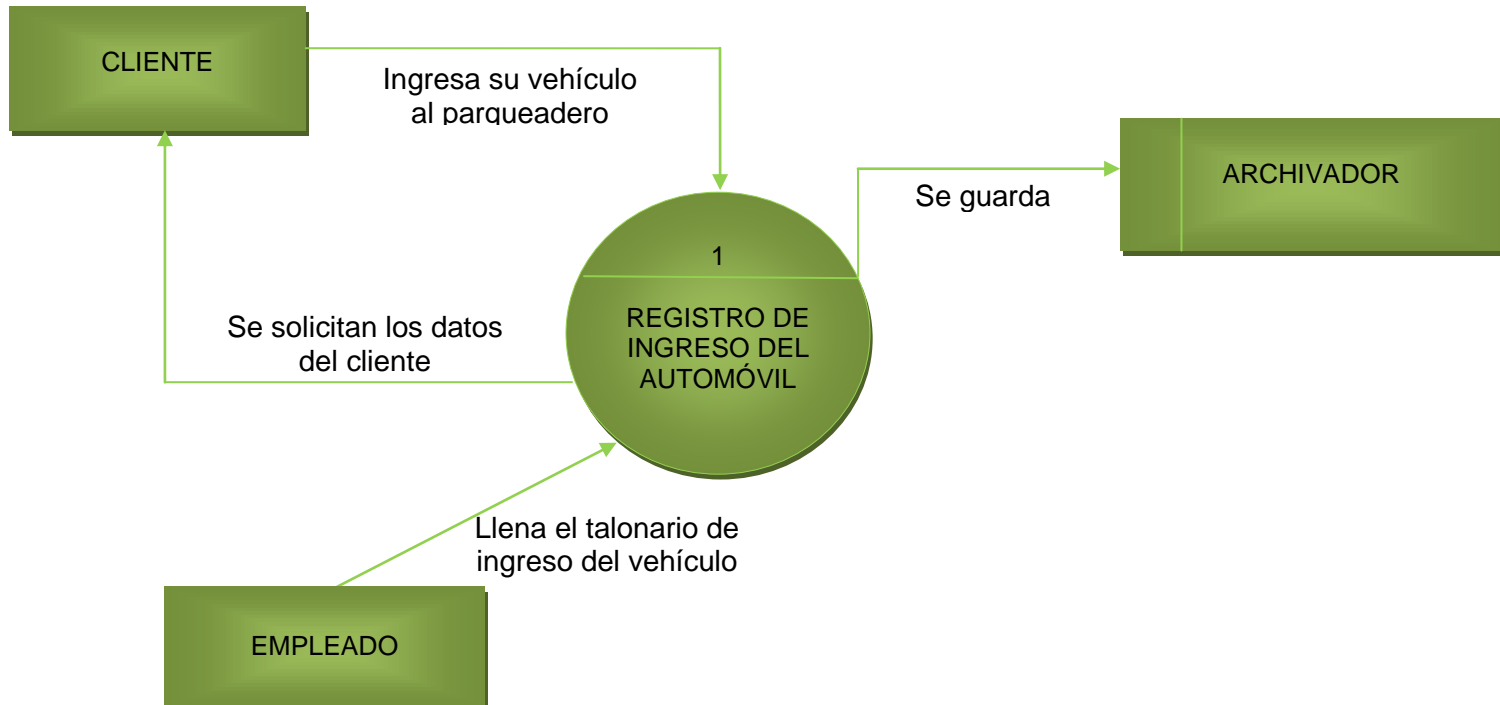 CLIENTE
Ingresa su vehículo
al parqueadero
ARCHIVADOR
Se guarda
1
REGISTRO DE
INGRESO DEL
AUTOMÓVIL
Se solicitan los datos
del cliente
Llena el talonario de
ingreso del vehículo
EMPLEADO